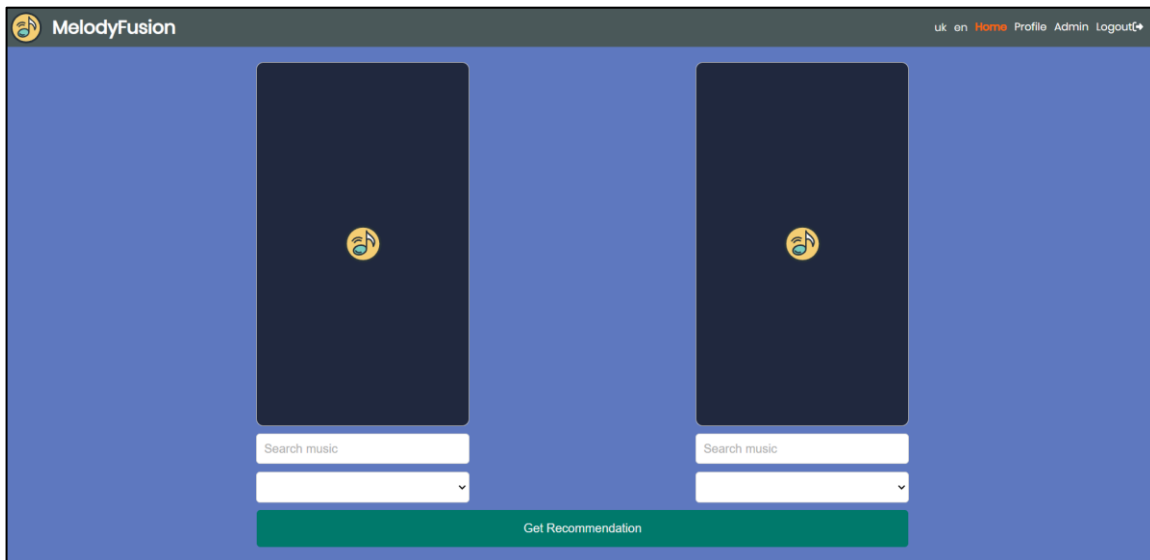 MelodyFusion
uk en Home Profile Admin Logout
Search music
Search music
Get Recommendation